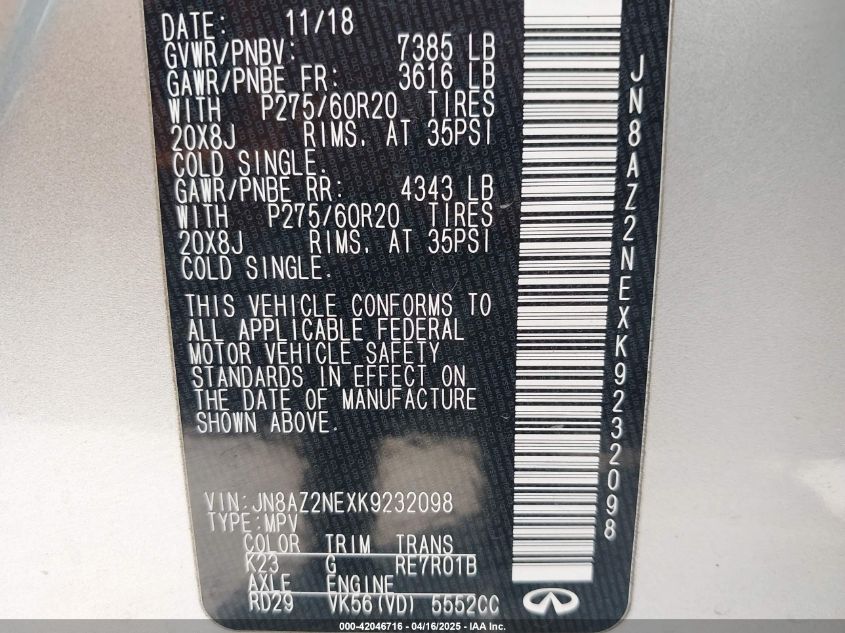 DATE: 11/18
GVWR/PNBV: 7385 LB
GAWR/PNBE FR: 3616 LB
WITH P275/60R20 TIRES
20X8J RIMS, AT 35PSI
COLD SINGLE.
GAWR/PNBE RR: 4343 LB
WITH P275/60R20 TIRES
20X8J RIMS, AT 35PSI
COLD SINGLE.
THIS VEHICLE CONFORMS TO
ALL APPLICABLE FEDERAL
MOTOR VEHICLE SAFETY
STANDARDS IN EFFECT ON
THE DATE OF MANUFACTURE
SHOWN ABOVE.
VIN:JN8AZ2NEXK9232098
TYPE:MPV
COLOR TRIM TRANS
K23 G RE7R01B
AXLE ENGINE
RD29 VK56(VD) 5552CC
JN8AZ2NEXK9232098
000-42046716 - 04/16/2025 - IAA Inc.